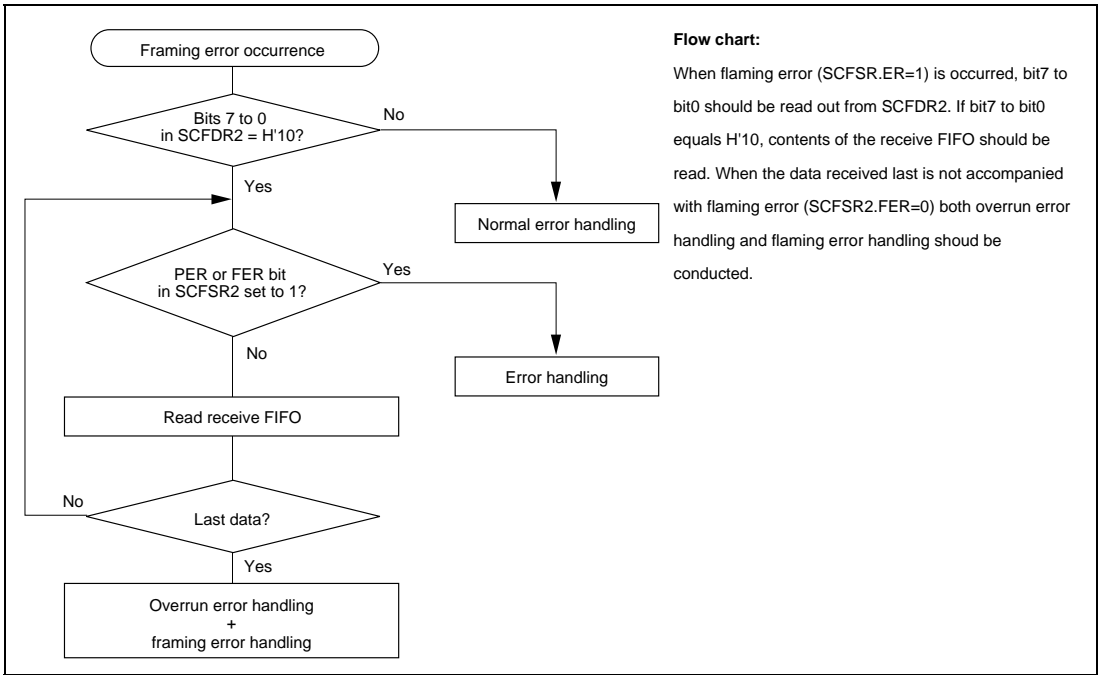 Framing error occurrence
Bits 7 to 0
in SCFDR2 = H'10?
No
Yes
Normal error handling
PER or FER bit
in SCFSR2 set to 1?
Yes
No
Error handling
Read receive FIFO
No
Last data?
Yes
Overrun error handling
+
framing error handling
Flow chart:
When flaming error (SCFSR.ER=1) is occurred, bit7 to
bit0 should be read out from SCFDR2. If bit7 to bit0
equals H'10, contents of the receive FIFO should be
read. When the data received last is not accompanied
with flaming error (SCFSR2.FER=0) both overrun error
handling and flaming error handling shoud be
conducted.